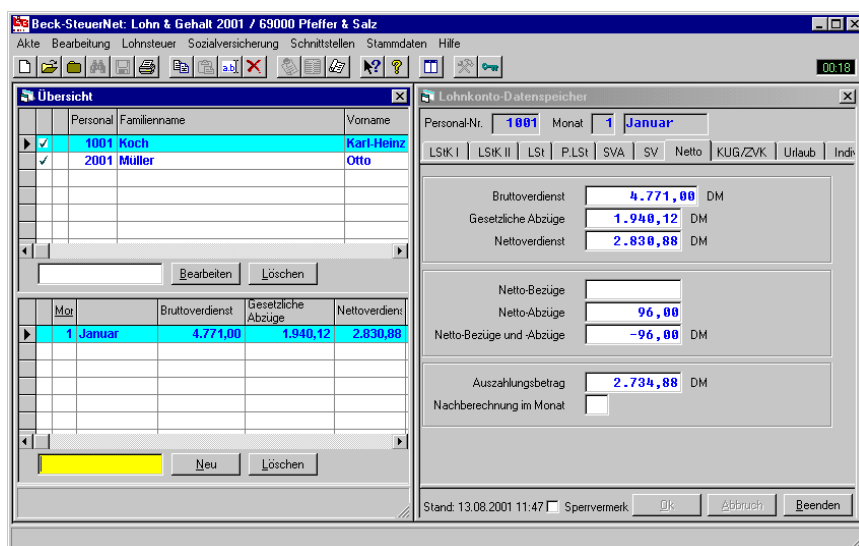 Beck-SteuerNet: Lohn & Gehalt 2001 / 69000 Pfeffer & Salz
Akte Bearbeitung Lohnsteuer Sozialversicherung Schnittstellen Stammdaten Hilfe
00:18
Übersicht
Personal Familienname Vorname
1001 Koch Karl-Heinz
2001 Müller Otto
Bearbeiten Löschen
Mor Bruttoverdienst Gesetzliche Abzüge Nettoverdiens
1 Januar 4.771,00 1.940,12 2.830,88
Neu Löschen
Lohnkonto-Datenspeicher
Personal-Nr. 1001 Monat 1 Januar
LStK I LStK II LSt P.LSt SVA SV Netto KUG/ZVK Urlaub Indiv
Bruttoverdienst 4.771,00 DM
Gesetzliche Abzüge 1.940,12 DM
Nettoverdienst 2.830,88 DM
Netto-Bezüge
Netto-Abzüge 96,00
Netto-Bezüge und -Abzüge -96,00 DM
Auszahlungsbetrag 2.734,88 DM
Nachberechnung im Monat
Stand: 13.08.2001 11:47 Sperrvermerk Ok Abbruch Beenden